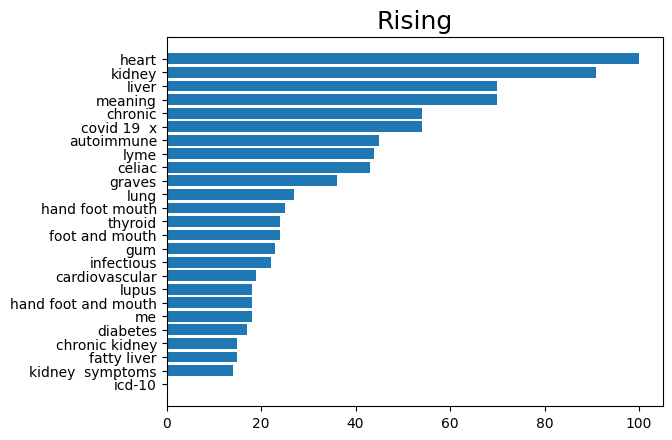 Rising
heart
kidney
liver
meaning
chronic
covid 19  x
autoimmune
lyme
celiac
graves
lung
hand foot mouth
thyroid
foot and mouth
gum
infectious
cardiovascular
lupus
hand foot and mouth
me
diabetes
chronic kidney
fatty liver
kidney  symptoms
icd-10
0 20 40 60 80 100